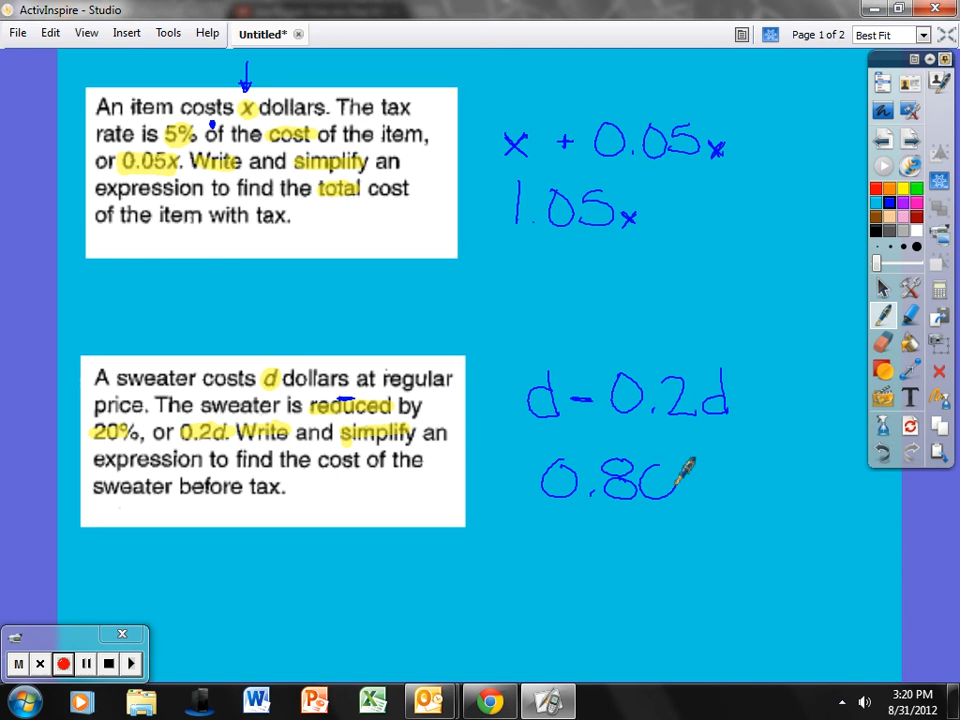 ActivInspire - Studio
File Edit View Insert Tools Help Untitled* Page 1 of 2 Best Fit
An item costs x dollars. The tax
rate is 5% of the cost of the item,
or 0.05x. Write and simplify an
expression to find the total cost
of the item with tax.
x + 0.05x
1.05x
A sweater costs d dollars at regular
price. The sweater is reduced by
20%, or 0.2d. Write and simplify an
expression to find the cost of the
sweater before tax.
d - 0.2d
0.8
M
3:20 PM
8/31/2012